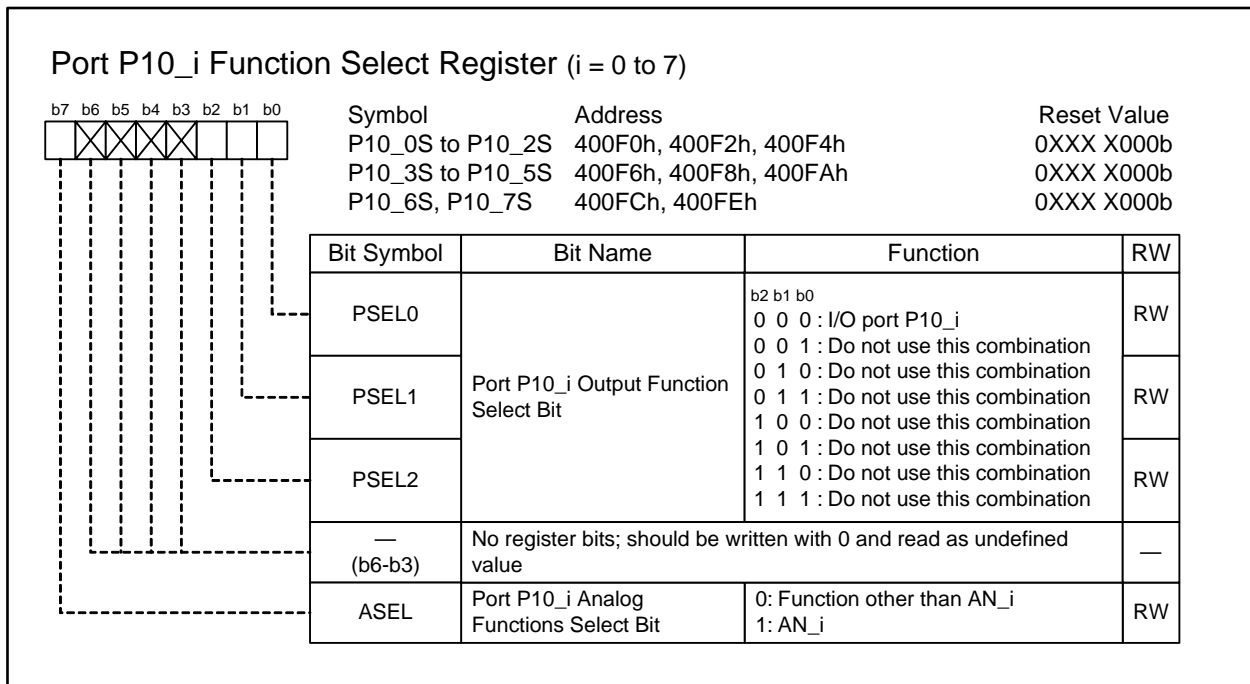 Port P10_i Function Select Register (i = 0 to 7)
b7 b6 b5 b4 b3 b2 b1 b0
Symbol Address Reset Value
P10_0S to P10_2S 400F0h, 400F2h, 400F4h 0XXX X000b
P10_3S to P10_5S 400F6h, 400F8h, 400FAh 0XXX X000b
P10_6S, P10_7S 400FCh, 400FEh 0XXX X000b
Bit Symbol Bit Name Function RW
PSEL0 RW
PSEL1 RW
PSEL2 RW
Port P10_i Output Function
Select Bit
b2 b1 b0
0 0 0 : I/O port P10_i
0 0 1 : Do not use this combination
0 1 0 : Do not use this combination
0 1 1 : Do not use this combination
1 0 0 : Do not use this combination
1 0 1 : Do not use this combination
1 1 0 : Do not use this combination
1 1 1 : Do not use this combination
—
(b6-b3)
No register bits; should be written with 0 and read as undefined
value
—
ASEL
Port P10_i Analog
Functions Select Bit
0: Function other than AN_i
1: AN_i
RW